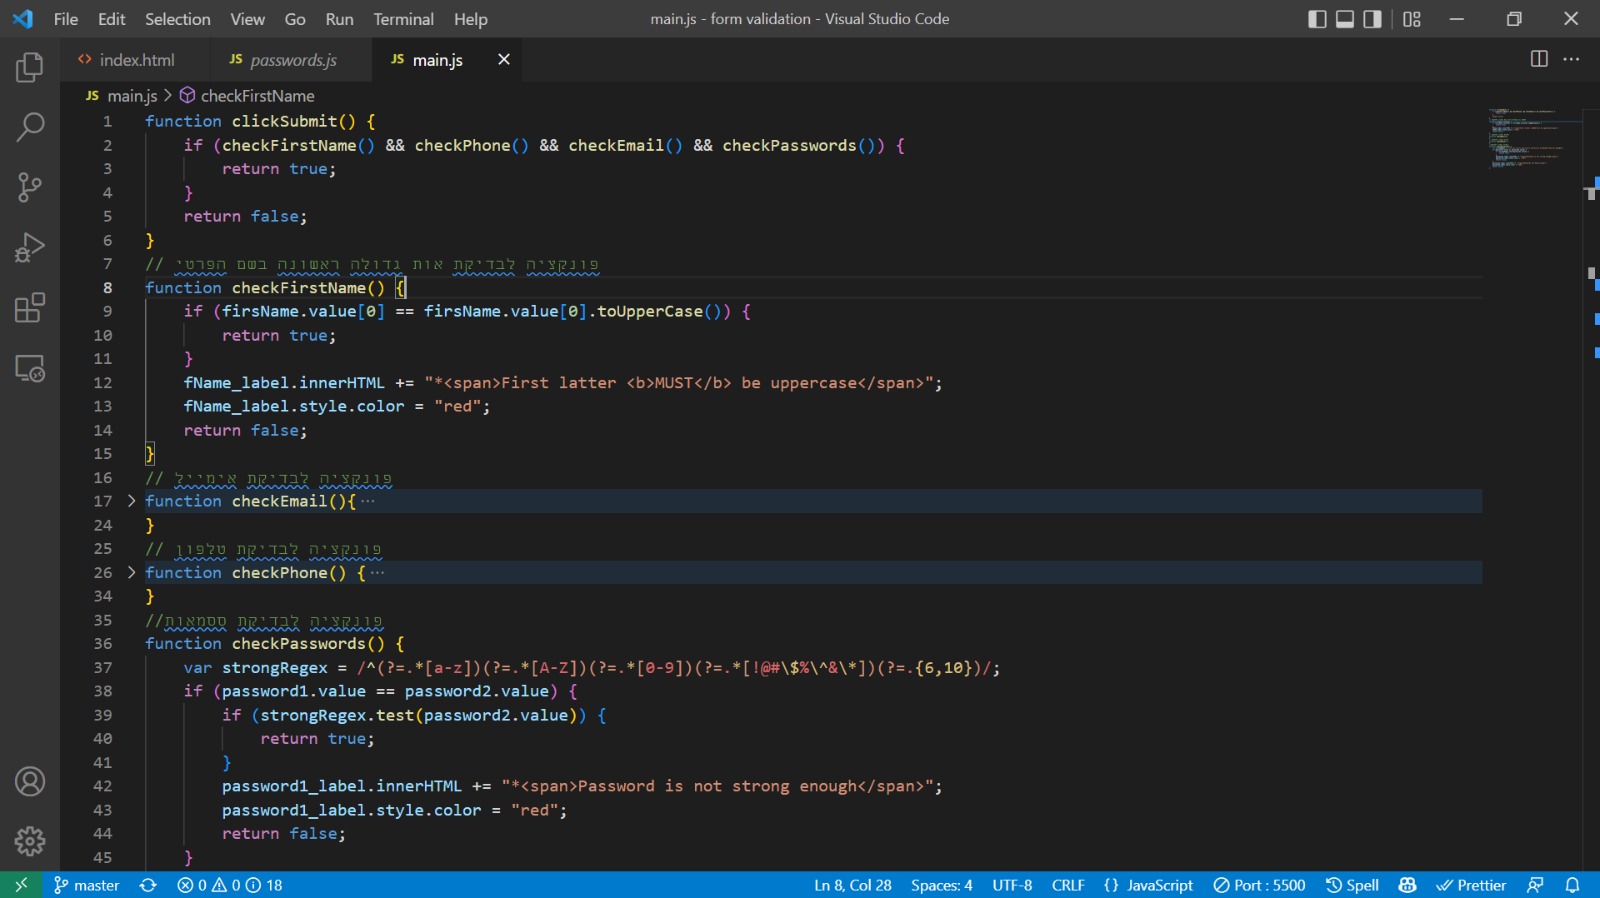 File Edit Selection View Go Run Terminal Help
main.js - form validation - Visual Studio Code
index.html
JS passwords.js
JS main.js
JS main.js > checkFirstName
1 function clickSubmit() {
2 if (checkFirstName() && checkPhone() && checkEmail() && checkPasswords()) {
3 return true;
4 }
5 return false;
6 }
7 // פונקציה לבדיקת אות גדולה ראשונה בשם הפרטי
8 function checkFirstName() {
9 if (firsName.value[0] == firsName.value[0].toUpperCase()) {
10 return true;
11 }
12 fName_label.innerHTML += "*<span>First latter <b>MUST</b> be uppercase</span>";
13 fName_label.style.color = "red";
14 return false;
15 }
16 // פונקציה לבדיקת אימייל
17 function checkEmail(){ ···
24 }
25 // פונקציה לבדיקת טלפון
26 function checkPhone() { ···
34 }
35 //פונקציה לבדיקת ססמאות
36 function checkPasswords() {
37 var strongRegex = /^(?=.*[a-z])(?=.*[A-Z])(?=.*[0-9])(?=.*[!@#\$%\^&\*])(?=.{6,10})/;
38 if (password1.value == password2.value) {
39 if (strongRegex.test(password2.value)) {
40 return true;
41 }
42 password1_label.innerHTML += "*<span>Password is not strong enough</span>";
43 password1_label.style.color = "red";
44 return false;
45 }
master 0 0 18 Ln 8, Col 28 Spaces: 4 UTF-8 CRLF {} JavaScript Port : 5500 Spell Prettier